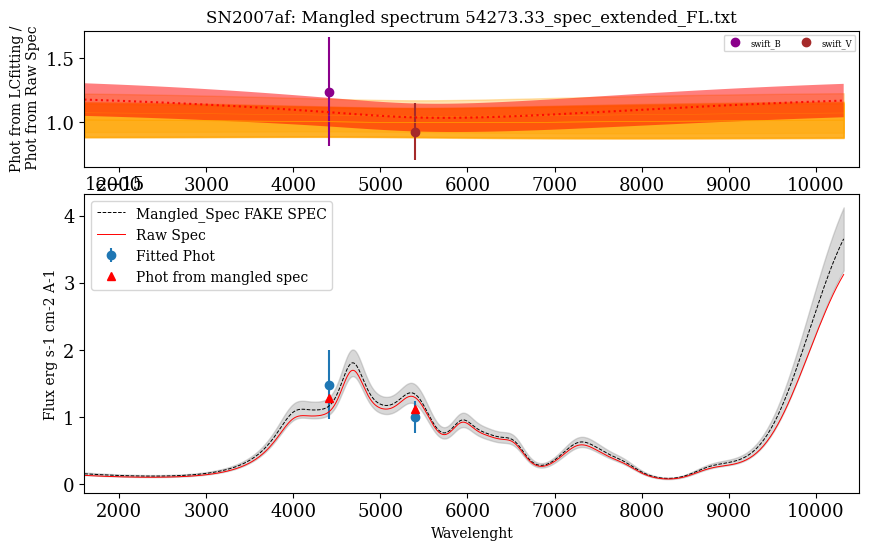 SN2007af: Mangled spectrum 54273.33_spec_extended_FL.txt
Phot from LCfitting /
Phot from Raw Spec
1.5
1.0
swift_B
swift_V
2000 3000 4000 5000 6000 7000 8000 9000 10000
1e−15
Flux erg s-1 cm-2 A-1
4
3
2
1
0
Mangled_Spec FAKE SPEC
Raw Spec
Fitted Phot
Phot from mangled spec
2000 3000 4000 5000 6000 7000 8000 9000 10000
Wavelenght